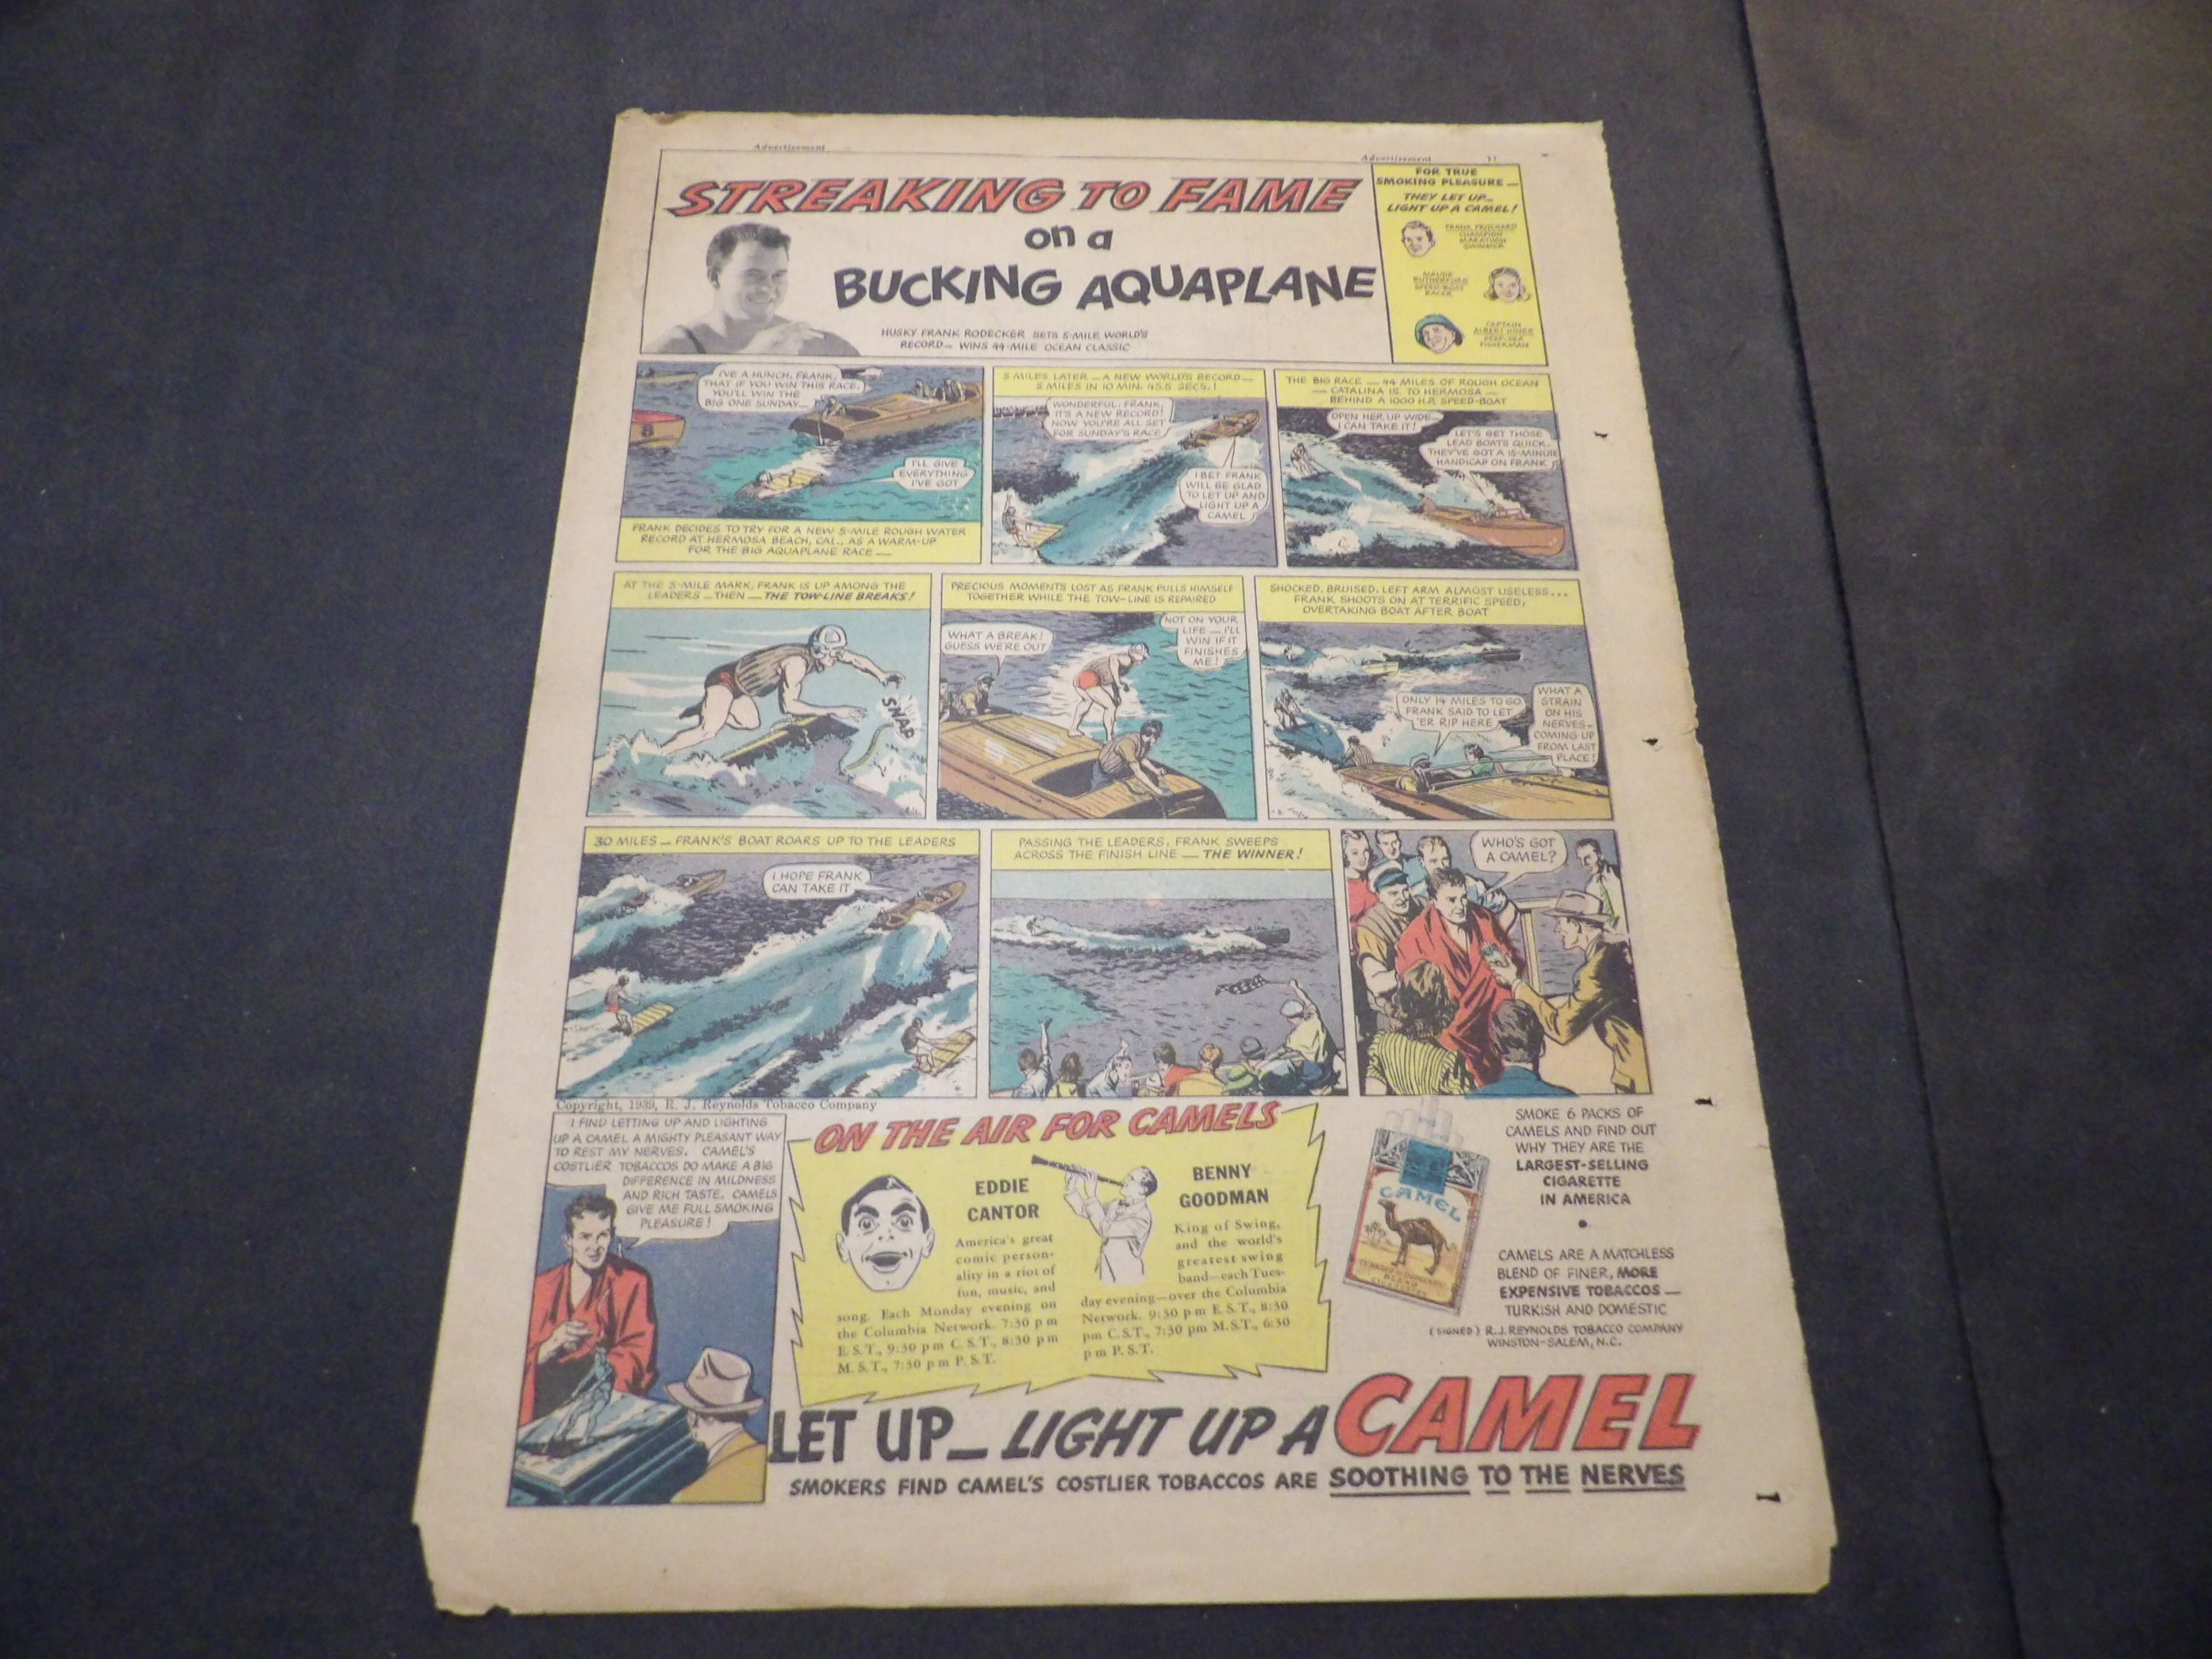 Advertisement
Advertisement 11
STREAKING TO FAME
on a
BUCKING AQUAPLANE
HUSKY FRANK RODECKER SETS 5-MILE WORLD'S
RECORD— WINS 44-MILE OCEAN CLASSIC
FOR TRUE
SMOKING PLEASURE —
THEY LET UP—
LIGHT UP A CAMEL!
FRANK PRITCHARD
CHAMPION
MARATHON
SWIMMER
MAUDE
RUTHERFORD
SPEED-BOAT
RACER
CAPTAIN
ALBERT
DEEP-SEA
FISHERMAN
I'VE A HUNCH, FRANK,
THAT IF YOU WIN THIS RACE,
YOU'LL WIN THE
BIG ONE SUNDAY—
8
I'LL GIVE
EVERYTHING
I'VE GOT
FRANK DECIDES TO TRY FOR A NEW 5-MILE ROUGH WATER
RECORD AT HERMOSA BEACH, CAL., AS A WARM-UP
FOR THE BIG AQUAPLANE RACE —
5 MILES LATER — A NEW WORLD'S RECORD —
5 MILES IN 10 MIN. 45.5 SECS.!
WONDERFUL, FRANK,
IT'S A NEW RECORD!
NOW YOU'RE ALL SET
FOR SUNDAY'S RACE
I BET FRANK
WILL BE GLAD
TO LET UP AND
LIGHT UP A
CAMEL
THE BIG RACE — 44 MILES OF ROUGH OCEAN
— CATALINA IS. TO HERMOSA —
BEHIND A 1000 H.P. SPEED-BOAT
OPEN HER UP WIDE—
I CAN TAKE IT!
LET'S GET THOSE
LEAD BOATS QUICK.
THEY'VE GOT A 15-MINUTE
HANDICAP ON FRANK
AT THE 5-MILE MARK, FRANK IS UP AMONG THE
LEADERS — THEN — THE TOW-LINE BREAKS!
SNAP
PRECIOUS MOMENTS LOST AS FRANK PULLS HIMSELF
TOGETHER WHILE THE TOW-LINE IS REPAIRED
WHAT A BREAK!
GUESS WE'RE OUT
NOT ON YOUR
LIFE — I'LL
WIN IF IT
FINISHES
ME!
SHOCKED, BRUISED, LEFT ARM ALMOST USELESS...
FRANK SHOOTS ON AT TERRIFIC SPEED,
OVERTAKING BOAT AFTER BOAT
ONLY 14 MILES TO GO.
FRANK SAID TO LET
'ER RIP HERE
WHAT A
STRAIN
ON HIS
NERVES—
COMING UP
FROM LAST
PLACE!
30 MILES — FRANK'S BOAT ROARS UP TO THE LEADERS
I HOPE FRANK
CAN TAKE IT
PASSING THE LEADERS, FRANK SWEEPS
ACROSS THE FINISH LINE — THE WINNER!
WHO'S GOT
A CAMEL?
Copyright, 1939, R. J. Reynolds Tobacco Company
I FIND LETTING UP AND LIGHTING
UP A CAMEL A MIGHTY PLEASANT WAY
TO REST MY NERVES. CAMEL'S
COSTLIER TOBACCOS DO MAKE A BIG
DIFFERENCE IN MILDNESS
AND RICH TASTE. CAMELS
GIVE ME FULL SMOKING
PLEASURE!
ON THE AIR FOR CAMELS
EDDIE
CANTOR
America's great
comic person-
ality in a riot of
fun, music, and
song. Each Monday evening on
the Columbia Network. 7:30 pm
E. S. T., 9:30 pm C. S. T., 8:30 pm
M. S. T., 7:30 pm P. S. T.
BENNY
GOODMAN
King of Swing,
and the world's
greatest swing
band—each Tues-
day evening—over the Columbia
Network. 9:30 pm E. S. T., 8:30
pm C. S. T., 7:30 pm M. S. T., 6:30
pm P. S. T.
CAMEL
TURKISH & DOMESTIC
BLEND
CIGARETTES
SMOKE 6 PACKS OF
CAMELS AND FIND OUT
WHY THEY ARE THE
LARGEST-SELLING
CIGARETTE
IN AMERICA
CAMELS ARE A MATCHLESS
BLEND OF FINER, MORE
EXPENSIVE TOBACCOS —
TURKISH AND DOMESTIC
(SIGNED) R. J. REYNOLDS TOBACCO COMPANY
WINSTON-SALEM, N.C.
LET UP— LIGHT UP A CAMEL
SMOKERS FIND CAMEL'S COSTLIER TOBACCOS ARE SOOTHING TO THE NERVES